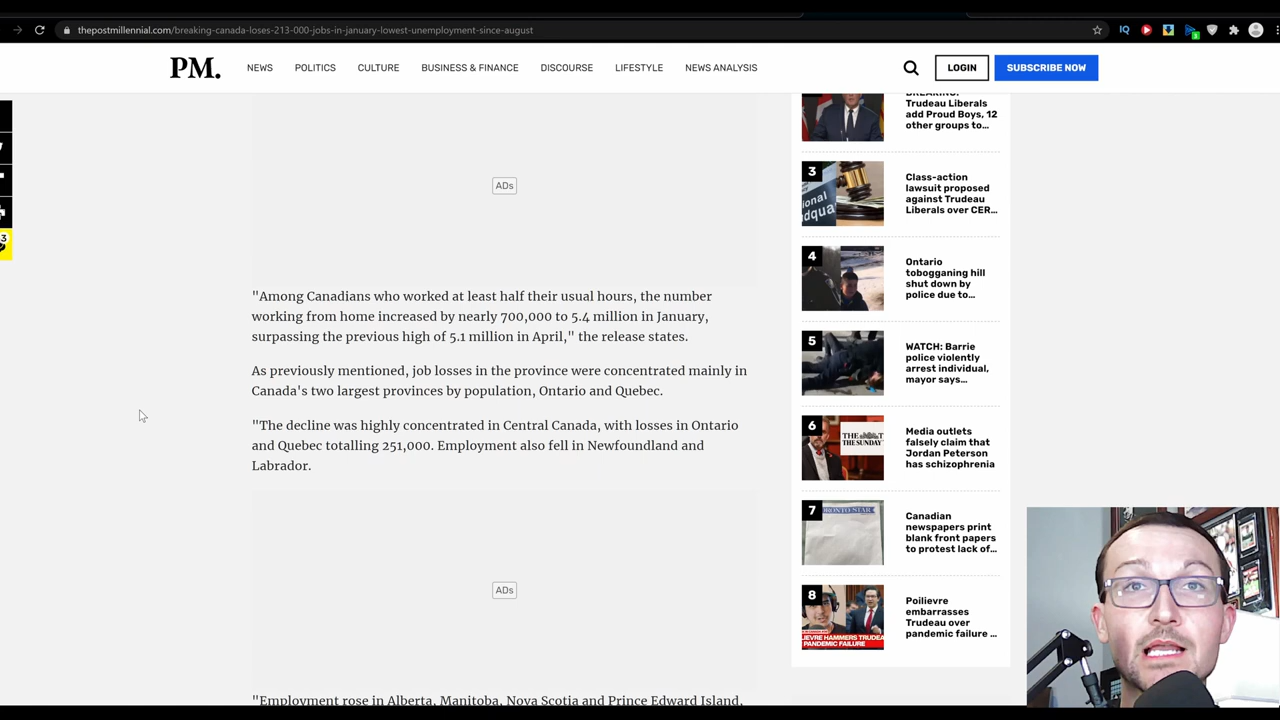 thepostmillennial.com/breaking-canada-loses-213-000-jobs-in-january-lowest-unemployment-since-august
PM.
NEWS
POLITICS
CULTURE
BUSINESS & FINANCE
DISCOURSE
LIFESTYLE
NEWS ANALYSIS
LOGIN
SUBSCRIBE NOW
ADs
"Among Canadians who worked at least half their usual hours, the number
working from home increased by nearly 700,000 to 5.4 million in January,
surpassing the previous high of 5.1 million in April," the release states.
As previously mentioned, job losses in the province were concentrated mainly in
Canada's two largest provinces by population, Ontario and Quebec.
"The decline was highly concentrated in Central Canada, with losses in Ontario
and Quebec totalling 251,000. Employment also fell in Newfoundland and
Labrador.
ADs
"Employment rose in Alberta, Manitoba, Nova Scotia and Prince Edward Island,
BREAKING:
Trudeau Liberals
add Proud Boys, 12
other groups to...
3
Class-action
lawsuit proposed
against Trudeau
Liberals over CER...
4
Ontario
tobogganing hill
shut down by
police due to...
5
WATCH: Barrie
police violently
arrest individual,
mayor says...
6
THE SUNDAY
Media outlets
falsely claim that
Jordan Peterson
has schizophrenia
7
Canadian
newspapers print
blank front papers
to protest lack of...
8
Poilievre
embarrasses
Trudeau over
pandemic failure ...
IEVRE HAMMERS TRUDEA
PANDEMIC FAILURE
3
IQ